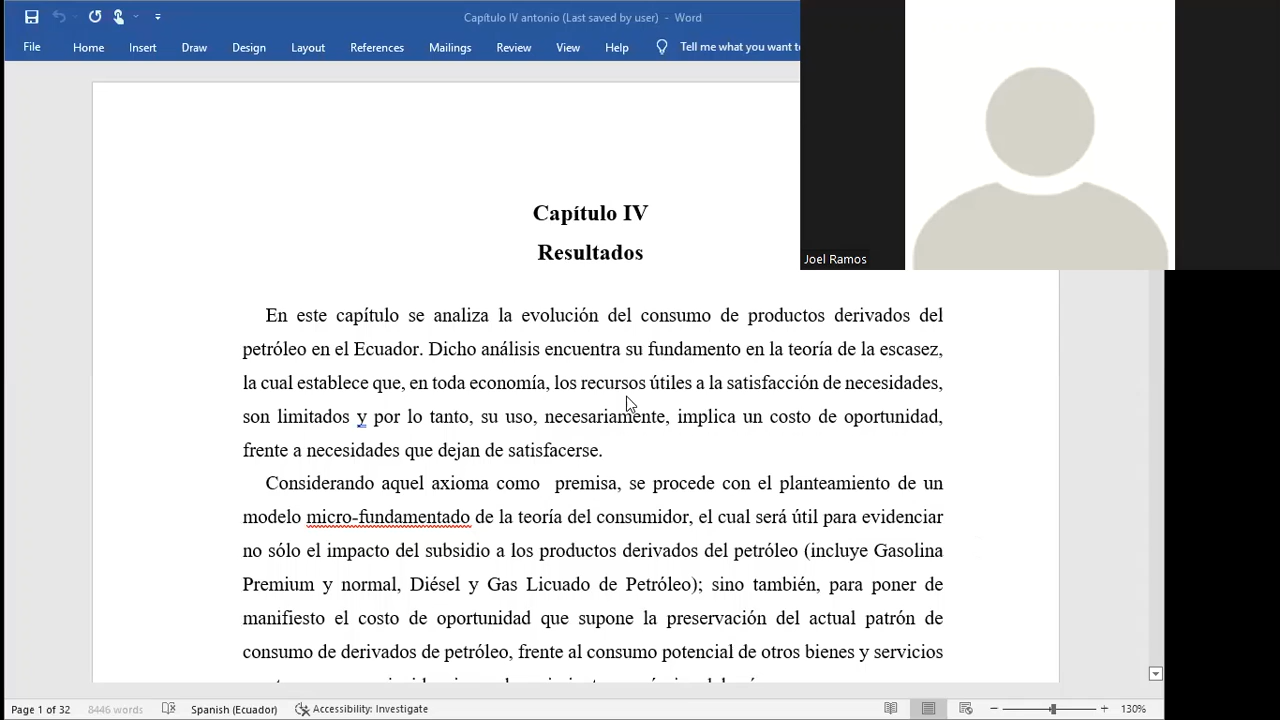 Capítulo IV antonio (Last saved by user) - Word
File Home Insert Draw Design Layout References Mailings Review View Help Tell me what you want to
Joel Ramos
Capítulo IV
Resultados
En este capítulo se analiza la evolución del consumo de productos derivados del
petróleo en el Ecuador. Dicho análisis encuentra su fundamento en la teoría de la escasez,
la cual establece que, en toda economía, los recursos útiles a la satisfacción de necesidades,
son limitados y por lo tanto, su uso, necesariamente, implica un costo de oportunidad,
frente a necesidades que dejan de satisfacerse.
Considerando aquel axioma como premisa, se procede con el planteamiento de un
modelo micro-fundamentado de la teoría del consumidor, el cual será útil para evidenciar
no sólo el impacto del subsidio a los productos derivados del petróleo (incluye Gasolina
Premium y normal, Diésel y Gas Licuado de Petróleo); sino también, para poner de
manifiesto el costo de oportunidad que supone la preservación del actual patrón de
consumo de derivados de petróleo, frente al consumo potencial de otros bienes y servicios
Page 1 of 32 8446 words Spanish (Ecuador) Accessibility: Investigate 130%